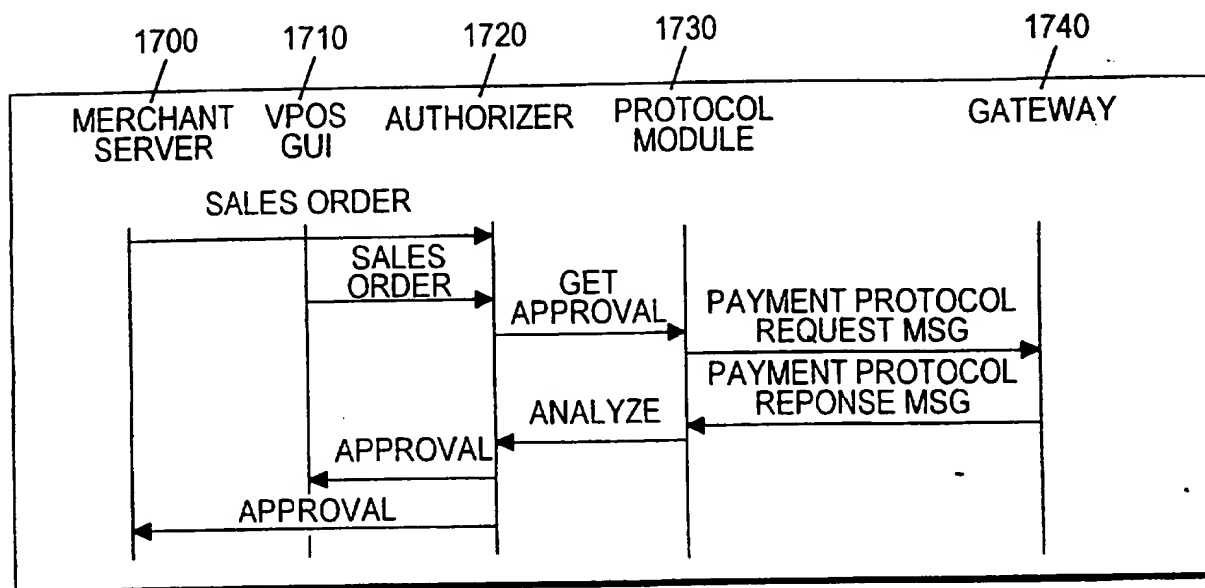 1700 1710 1720 1730 1740
MERCHANT
SERVER
VPOS
GUI
AUTHORIZER
PROTOCOL
MODULE
GATEWAY
SALES ORDER
SALES
ORDER
GET
APPROVAL
PAYMENT PROTOCOL
REQUEST MSG
PAYMENT PROTOCOL
REPONSE MSG
ANALYZE
APPROVAL
APPROVAL